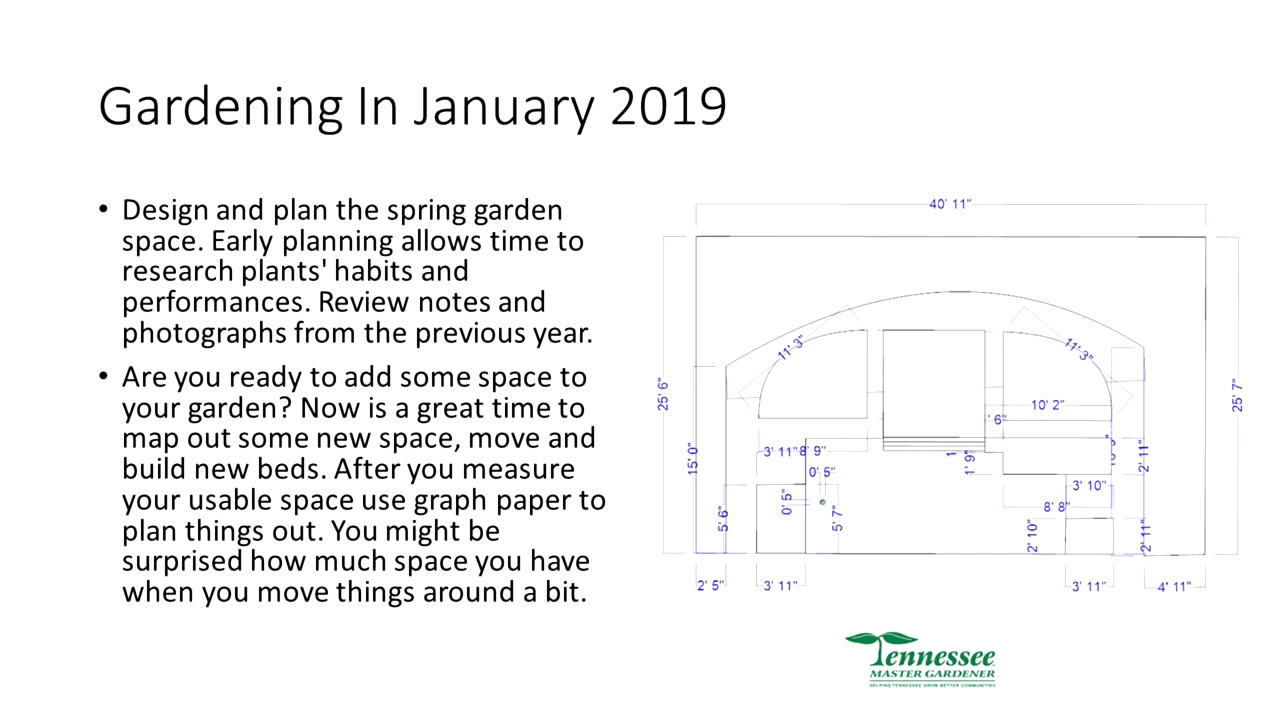 Gardening In January 2019
• Design and plan the spring garden
space. Early planning allows time to
research plants' habits and
performances. Review notes and
photographs from the previous year.
• Are you ready to add some space to
your garden? Now is a great time to
map out some new space, move and
build new beds. After you measure
your usable space use graph paper to
plan things out. You might be
surprised how much space you have
when you move things around a bit.
40' 11"
25' 6"
25' 7"
11' 3"
11' 3"
10' 2"
' 6"
3' 11"
8' 9"
15' 0"
1' 9"
2' 11"
0' 5"
3' 10"
0' 5"
5' 6"
5' 7"
8' 8"
2' 10"
2' 11"
2' 5"
3' 11"
3' 11"
4' 11"
Tennessee
MASTER GARDENER
HELPING TENNESSEE GROW BETTER COMMUNITIES